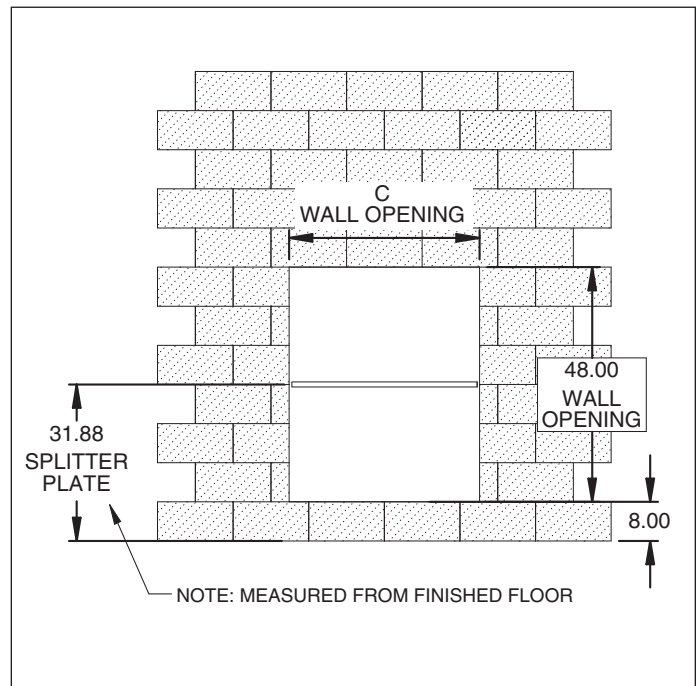 C
WALL OPENING
48.00
WALL
OPENING
31.88
SPLITTER
PLATE
8.00
NOTE: MEASURED FROM FINISHED FLOOR